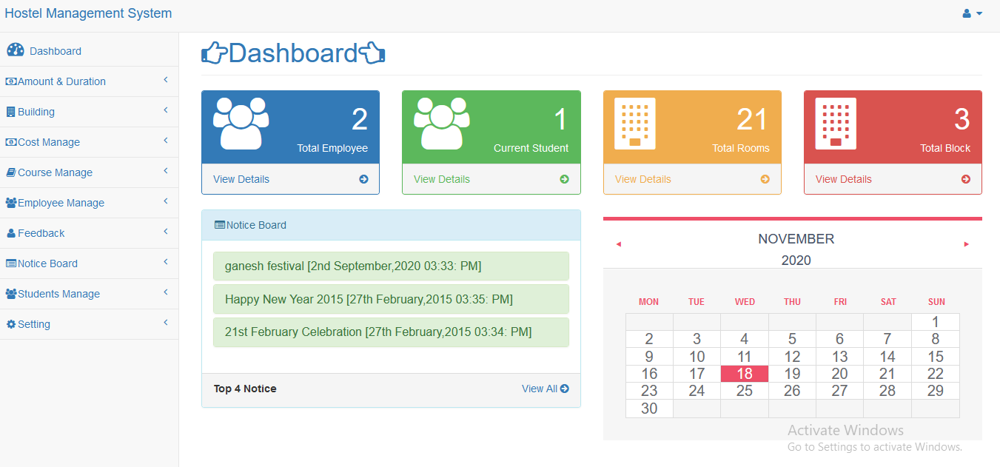 Hostel Management System
Dashboard
Amount & Duration
Building
Cost Manage
Course Manage
Employee Manage
Feedback
Notice Board
Students Manage
Setting
Dashboard
2
Total Employee
View Details
1
Current Student
View Details
21
Total Rooms
View Details
3
Total Block
View Details
Notice Board
ganesh festival [2nd September,2020 03:33: PM]
Happy New Year 2015 [27th February,2015 03:35: PM]
21st February Celebration [27th February,2015 03:34: PM]
Top 4 Notice View All
NOVEMBER
2020
MON TUE WED THU FRI SAT SUN
1
2 3 4 5 6 7 8
9 10 11 12 13 14 15
16 17 18 19 20 21 22
23 24 25 26 27 28 29
30
Activate Windows
Go to Settings to activate Windows.